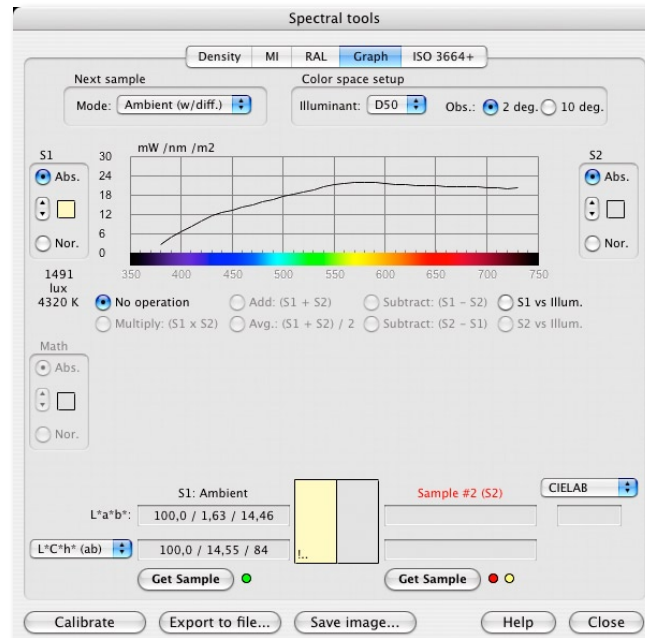 Spectral tools
Density MI RAL Graph ISO 3664+
Next sample Color space setup
Mode: Ambient (w/diff.) Illuminant: D50 Obs.: 2 deg. 10 deg.
S1 mW /nm /m2 S2
Abs. 30 Abs.
24
18
12
Nor. 6 Nor.
0
350 400 450 500 550 600 650 700 750
1491
lux
4320 K No operation Add: (S1 + S2) Subtract: (S1 - S2) S1 vs Illum.
Multiply: (S1 x S2) Avg.: (S1 + S2) / 2 Subtract: (S2 - S1) S2 vs Illum.
Math
Abs.
Nor.
S1: Ambient Sample #2 (S2) CIELAB
L*a*b*: 100,0 / 1,63 / 14,46
L*C*h* (ab) 100,0 / 14,55 / 84 !..
Get Sample Get Sample
Calibrate Export to file... Save image... Help Close